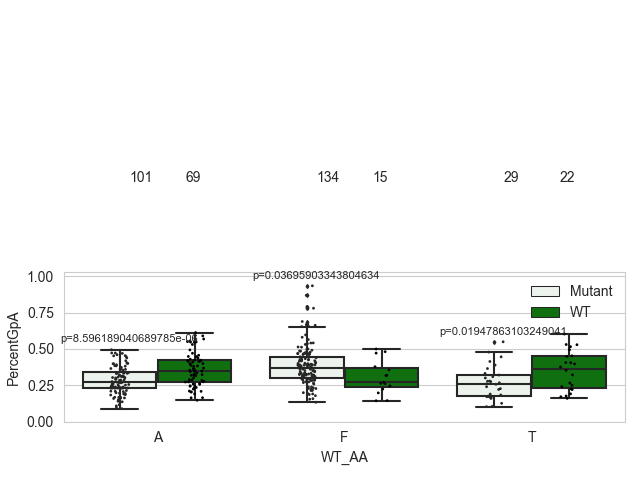 101 69 134 15 29 22
1.00
0.75
0.50
0.25
0.00
PercentGpA
p=8.596189040689785e-06
p=0.03695903343804634
p=0.01947863103249041
Mutant
WT
A F T
WT_AA